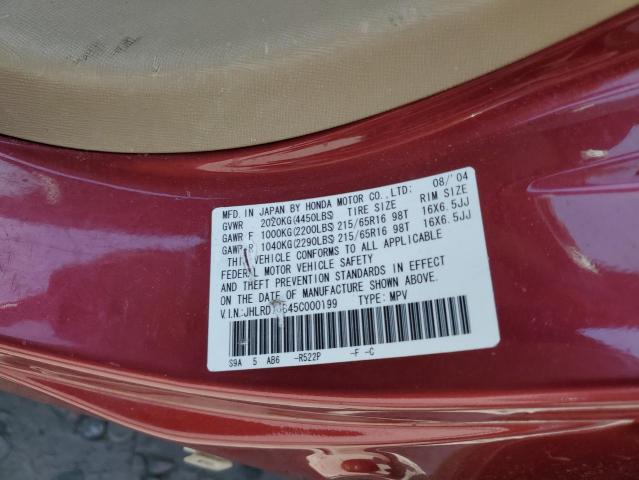 MFD. IN JAPAN BY HONDA MOTOR CO., LTD: 08/'04
GVWR 2020KG(4450LBS) TIRE SIZE RIM SIZE
GAWR F 1000KG(2200LBS) 215/65R16 98T 16X6.5JJ
GAWR R 1040KG(2290LBS) 215/65R16 98T 16X6.5JJ
THIS VEHICLE CONFORMS TO ALL APPLICABLE
FEDERAL MOTOR VEHICLE SAFETY
AND THEFT PREVENTION STANDARDS IN EFFECT
ON THE DATE OF MANUFACTURE SHOWN ABOVE.
V.I.N.: TYPE: MPV
S9A 5 AB6 -R522P -F -C